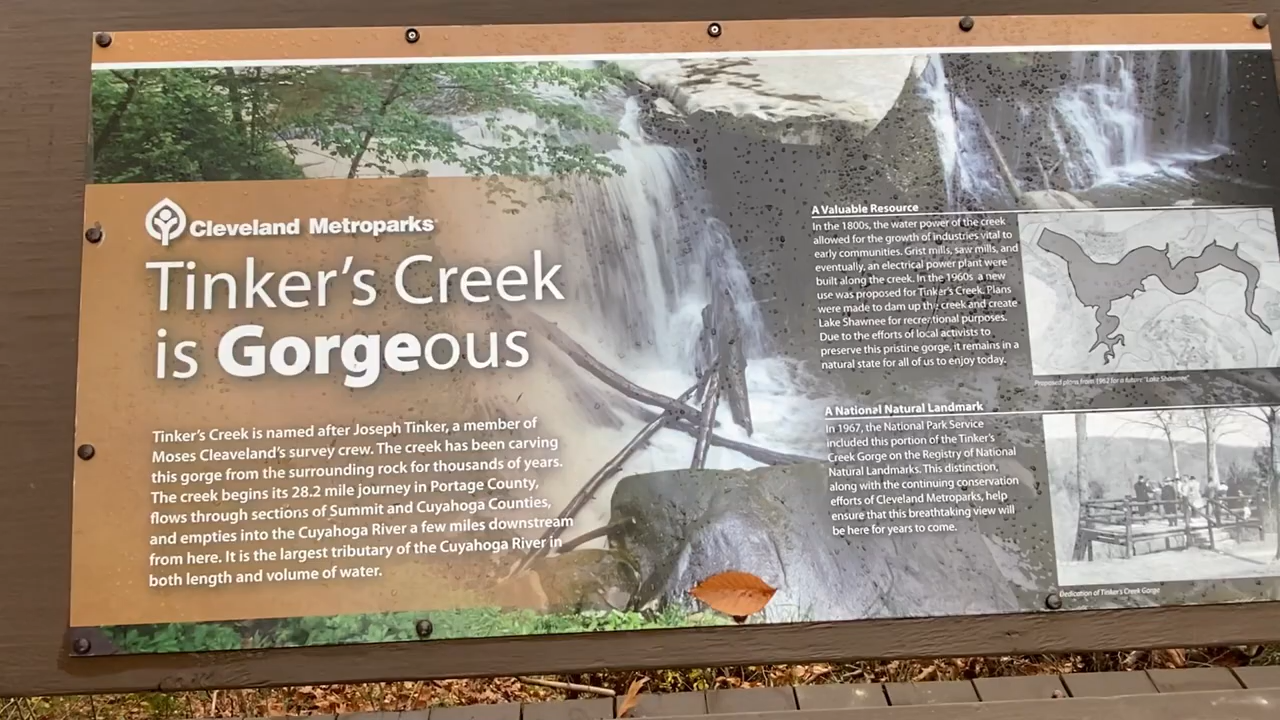 Cleveland Metroparks
Tinker's Creek
is Gorgeous
Tinker's Creek is named after Joseph Tinker, a member of
Moses Cleaveland's survey crew. The creek has been carving
this gorge from the surrounding rock for thousands of years.
The creek begins its 28.2 mile journey in Portage County,
flows through sections of Summit and Cuyahoga Counties,
and empties into the Cuyahoga River a few miles downstream
from here. It is the largest tributary of the Cuyahoga River in
both length and volume of water.
A Valuable Resource
In the 1800s, the water power of the creek
allowed for the growth of industries vital to
early communities. Grist mills, saw mills, and
eventually, an electrical power plant were
built along the creek. In the 1960s a new
use was proposed for Tinker's Creek. Plans
were made to dam up the creek and create
Lake Shawnee for recreational purposes.
Due to the efforts of local activists to
preserve this pristine gorge, it remains in a
natural state for all of us to enjoy today.
Proposed plans from 1962 for a future "Lake Shawnee"
A National Natural Landmark
In 1967, the National Park Service
included this portion of the Tinker's
Creek Gorge on the Registry of National
Natural Landmarks. This distinction,
along with the continuing conservation
efforts of Cleveland Metroparks, help
ensure that this breathtaking view will
be here for years to come.
Dedication of Tinker's Creek Gorge